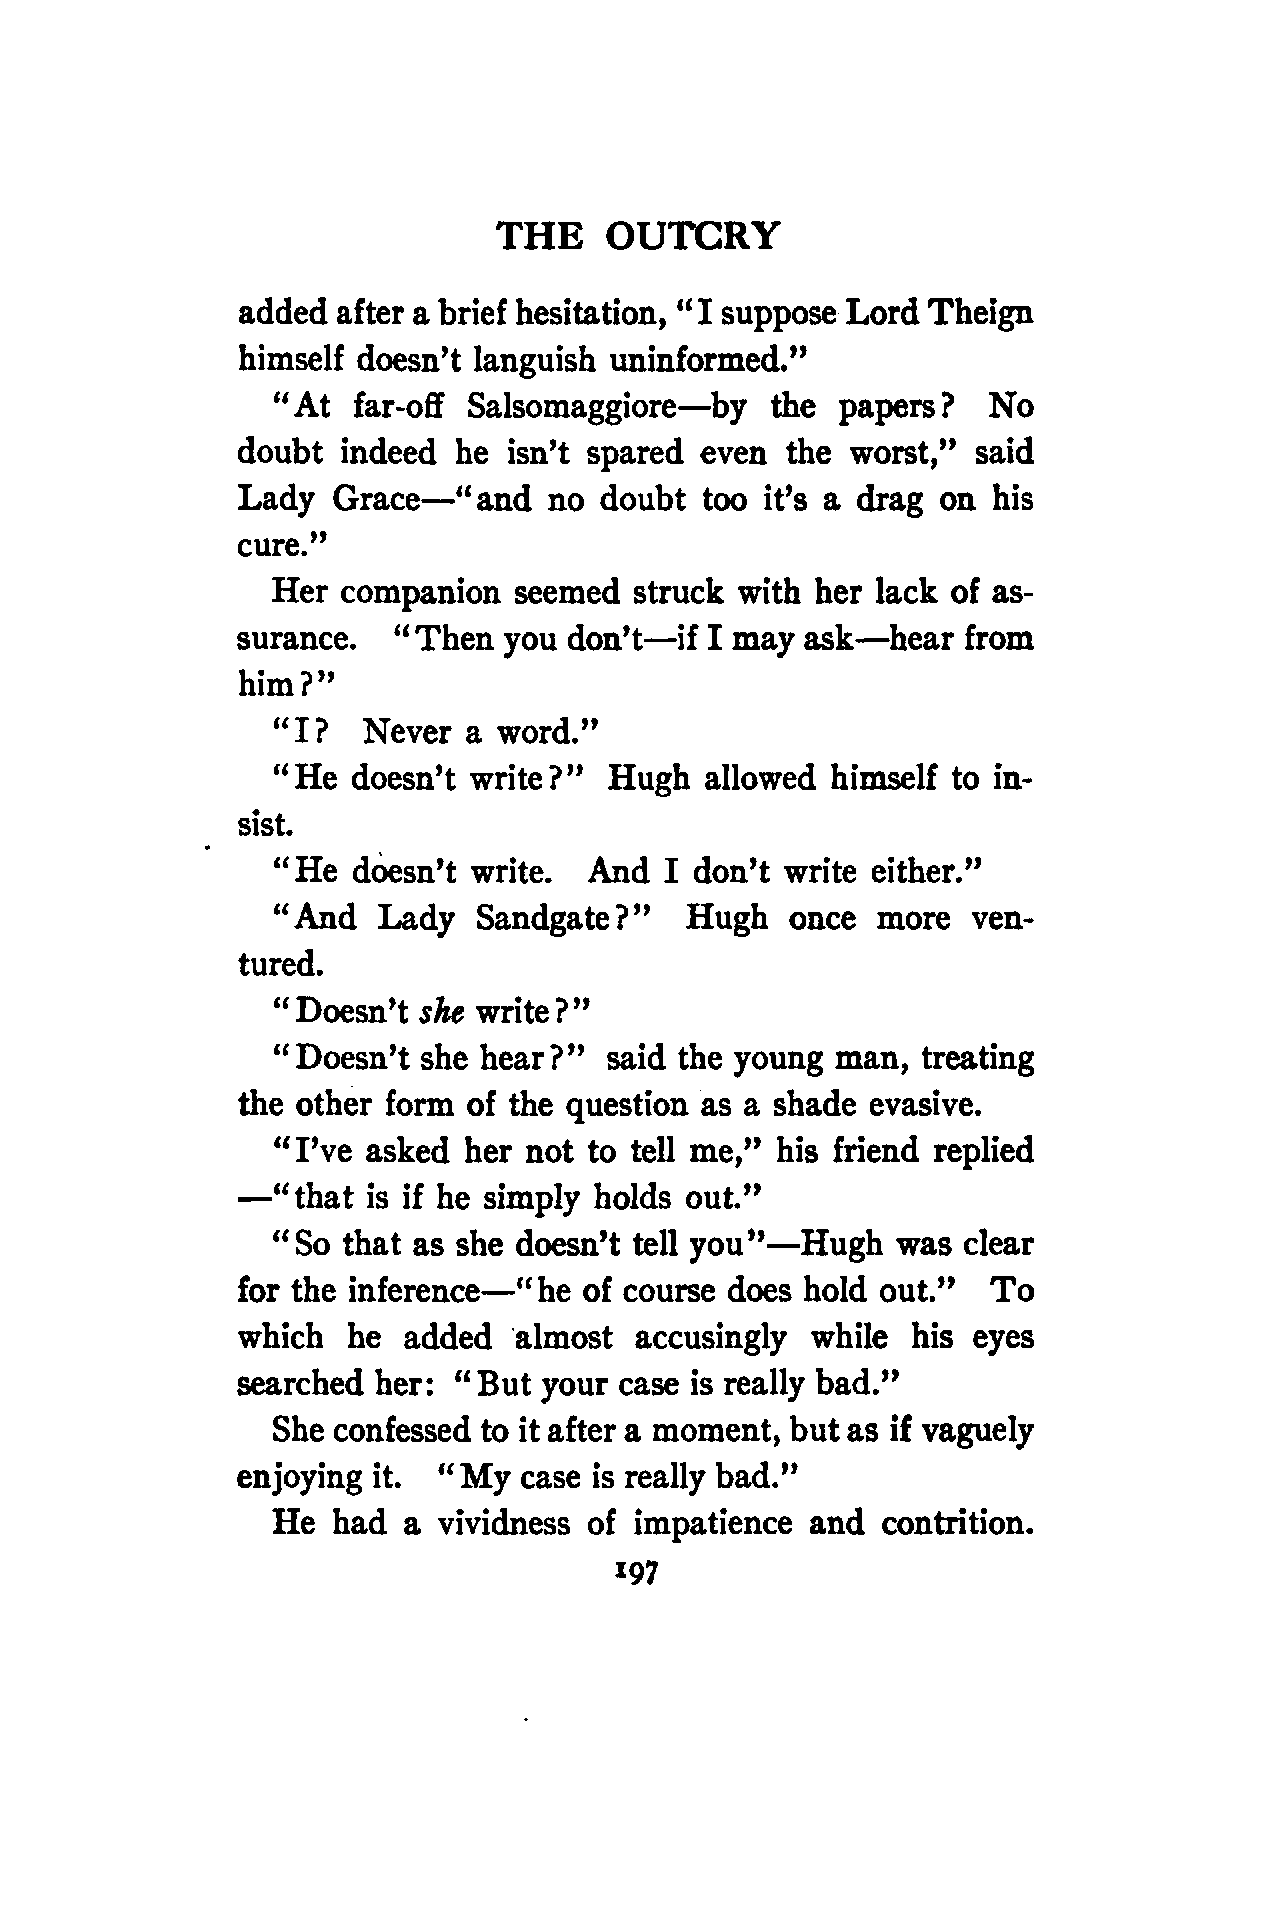 THE OUTCRY
added after a brief hesitation, “I suppose Lord Theign
himself doesn’t languish uninformed.”
“At far-off Salsomaggiore—by the papers? No
doubt indeed he isn’t spared even the worst,” said
Lady Grace—“and no doubt too it’s a drag on his
cure.”
Her companion seemed struck with her lack of as-
surance. “Then you don’t—if I may ask—hear from
him?”
“I? Never a word.”
“He doesn’t write?” Hugh allowed himself to in-
sist.
“He doesn’t write. And I don’t write either.”
“And Lady Sandgate?” Hugh once more ven-
tured.
“Doesn’t she write?”
“Doesn’t she hear?” said the young man, treating
the other form of the question as a shade evasive.
“I’ve asked her not to tell me,” his friend replied
—“that is if he simply holds out.”
“So that as she doesn’t tell you”—Hugh was clear
for the inference—“he of course does hold out.” To
which he added almost accusingly while his eyes
searched her: “But your case is really bad.”
She confessed to it after a moment, but as if vaguely
enjoying it. “My case is really bad.”
He had a vividness of impatience and contrition.
197